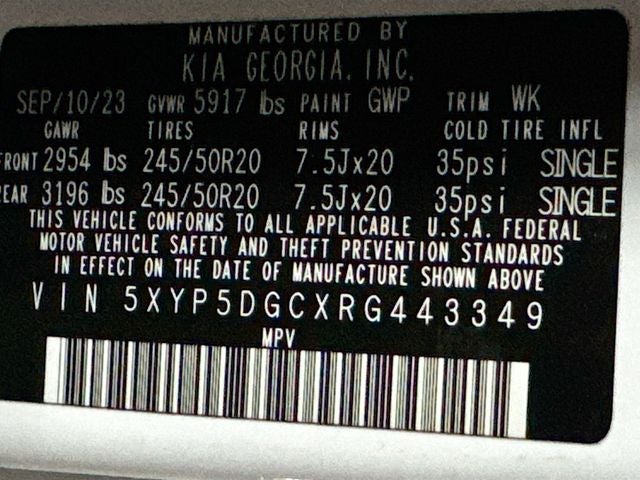 MANUFACTURED BY
KIA GEORGIA, INC.
SEP/10/23 GVWR 5917 lbs PAINT GWP TRIM WK
GAWR TIRES RIMS COLD TIRE INFL
FRONT 2954 lbs 245/50R20 7.5Jx20 35psi SINGLE
REAR 3196 lbs 245/50R20 7.5Jx20 35psi SINGLE
THIS VEHICLE CONFORMS TO ALL APPLICABLE U.S.A. FEDERAL
MOTOR VEHICLE SAFETY AND THEFT PREVENTION STANDARDS
IN EFFECT ON THE DATE OF MANUFACTURE SHOWN ABOVE
VIN 5XYP5DGCXRG443349
MPV